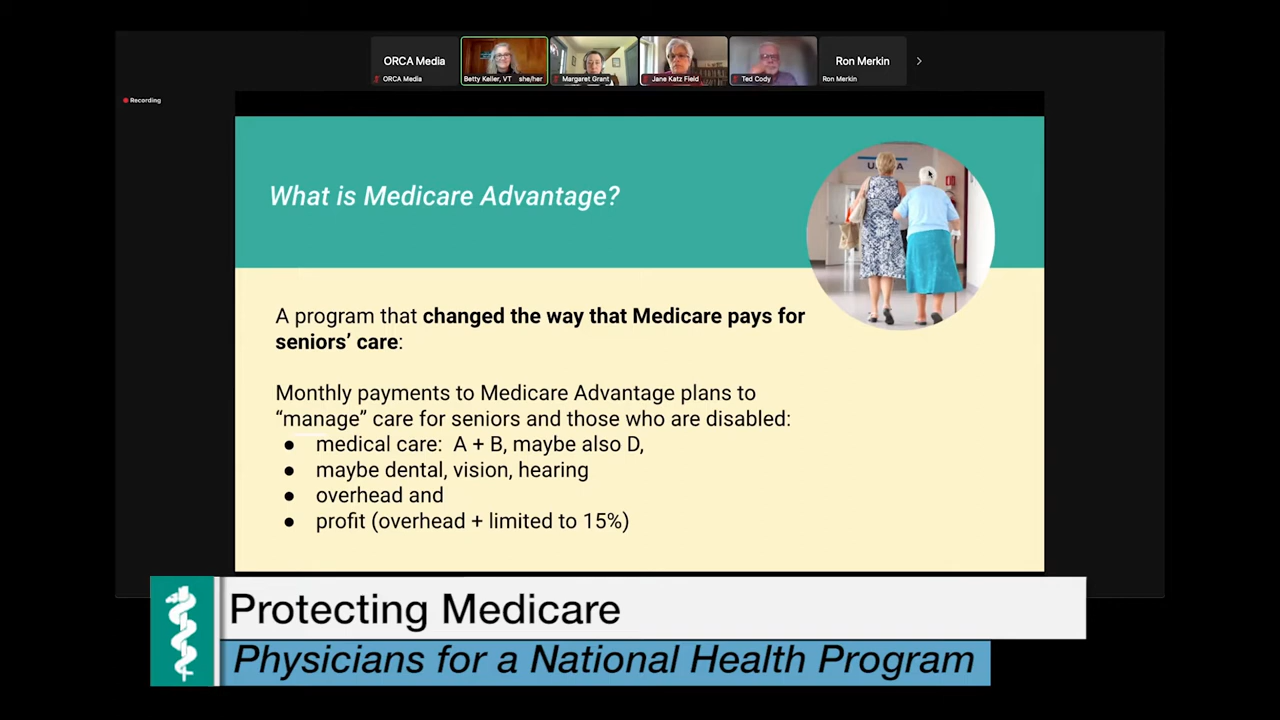 ORCA Media
ORCA Media
Betty Keller, VT she/her
Margaret Grant
Jane Katz Field
Ted Cody
Ron Merkin
Ron Merkin
Recording
What is Medicare Advantage?
A program that changed the way that Medicare pays for
seniors’ care:
Monthly payments to Medicare Advantage plans to
“manage” care for seniors and those who are disabled:
● medical care: A + B, maybe also D,
● maybe dental, vision, hearing
● overhead and
● profit (overhead + limited to 15%)
Protecting Medicare
Physicians for a National Health Program